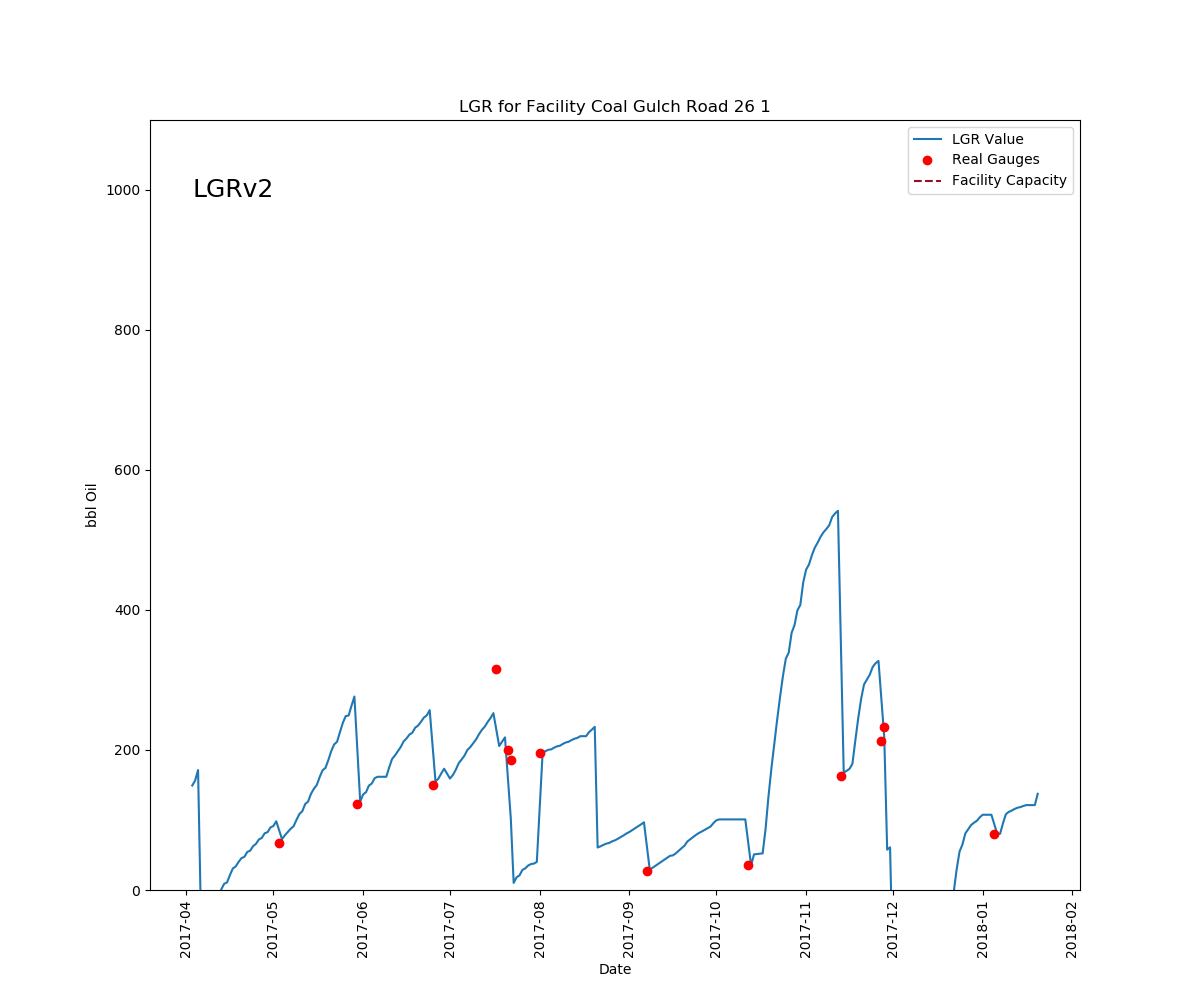 LGR for Facility Coal Gulch Road 26 1
LGRv2
LGR Value
Real Gauges
Facility Capacity
1000
800
600
400
200
0
bbl Oil
2017-04
2017-05
2017-06
2017-07
2017-08
2017-09
2017-10
2017-11
2017-12
2018-01
2018-02
Date